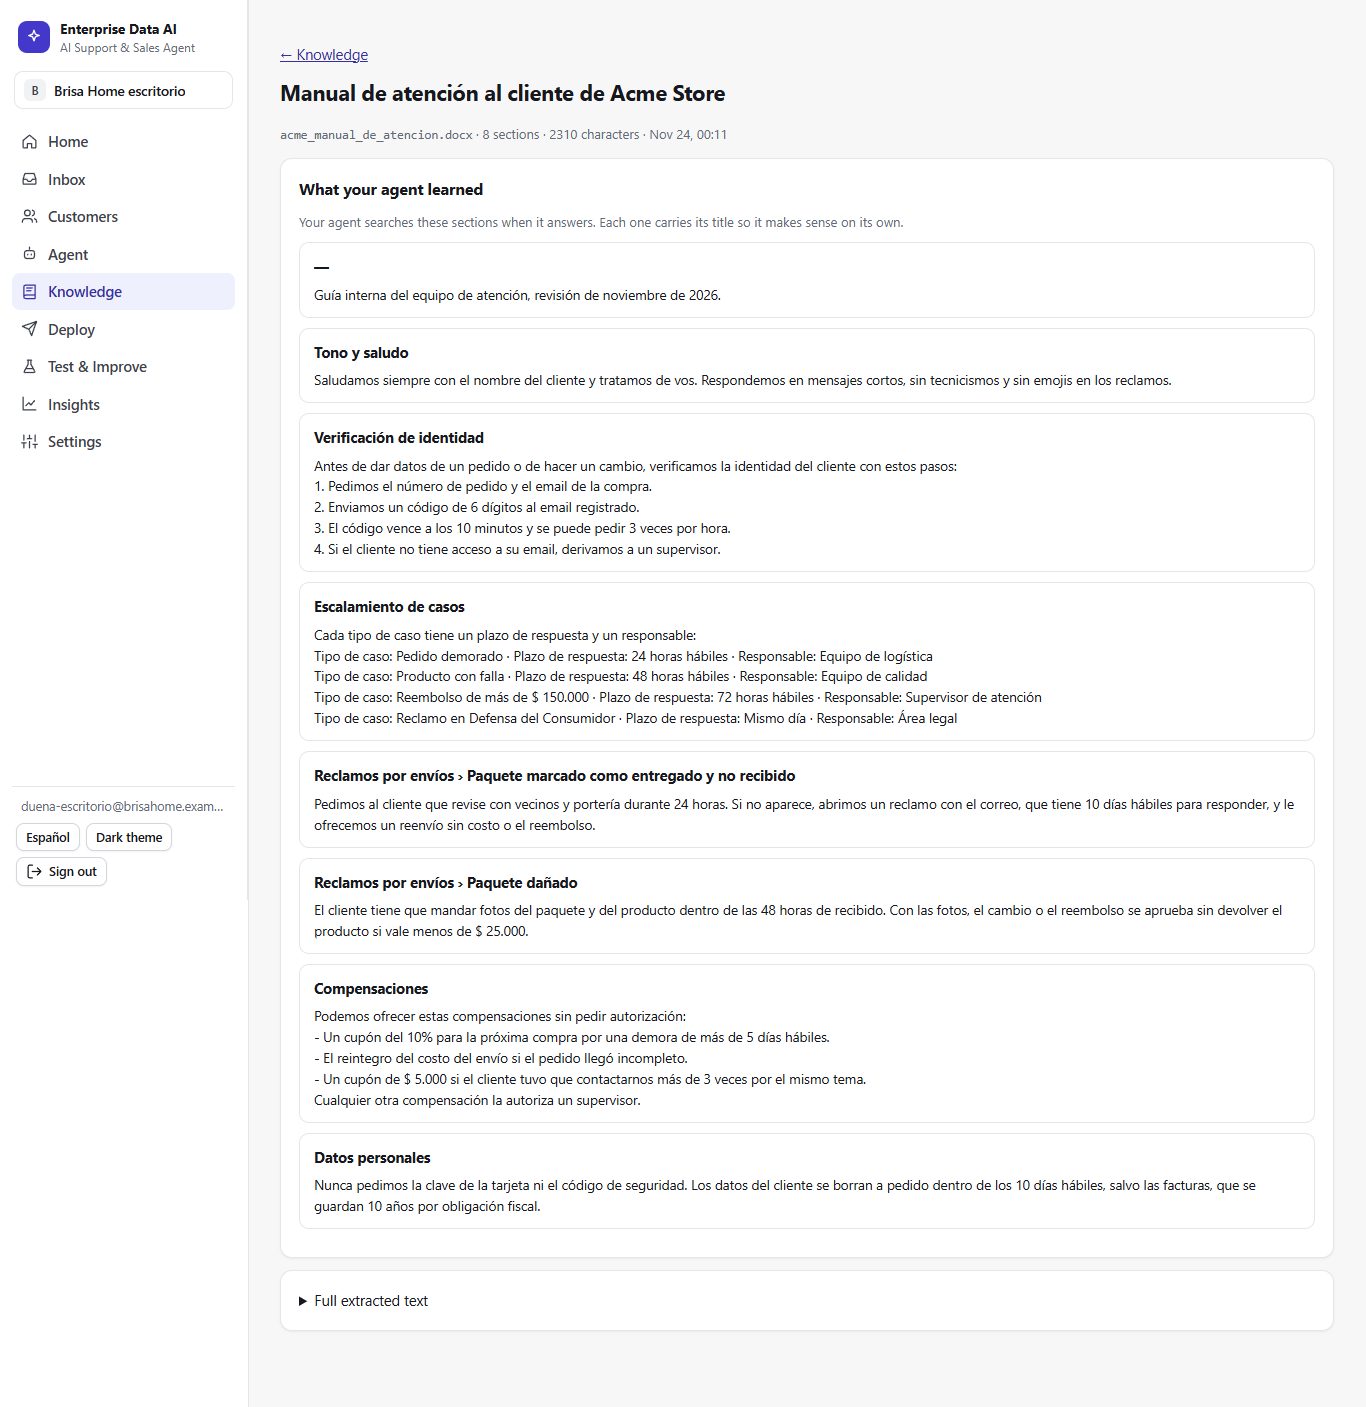 Enterprise Data AI
AI Support & Sales Agent
B Brisa Home escritorio
Home
Inbox
Customers
Agent
Knowledge
Deploy
Test & Improve
Insights
Settings
duena-escritorio@brisahome.exam...
Español Dark theme
Sign out
← Knowledge
Manual de atención al cliente de Acme Store
acme_manual_de_atencion.docx · 8 sections · 2310 characters · Nov 24, 00:11
What your agent learned
Your agent searches these sections when it answers. Each one carries its title so it makes sense on its own.
—
Guía interna del equipo de atención, revisión de noviembre de 2026.
Tono y saludo
Saludamos siempre con el nombre del cliente y tratamos de vos. Respondemos en mensajes cortos, sin tecnicismos y sin emojis en los reclamos.
Verificación de identidad
Antes de dar datos de un pedido o de hacer un cambio, verificamos la identidad del cliente con estos pasos:
1. Pedimos el número de pedido y el email de la compra.
2. Enviamos un código de 6 dígitos al email registrado.
3. El código vence a los 10 minutos y se puede pedir 3 veces por hora.
4. Si el cliente no tiene acceso a su email, derivamos a un supervisor.
Escalamiento de casos
Cada tipo de caso tiene un plazo de respuesta y un responsable:
Tipo de caso: Pedido demorado · Plazo de respuesta: 24 horas hábiles · Responsable: Equipo de logística
Tipo de caso: Producto con falla · Plazo de respuesta: 48 horas hábiles · Responsable: Equipo de calidad
Tipo de caso: Reembolso de más de $ 150.000 · Plazo de respuesta: 72 horas hábiles · Responsable: Supervisor de atención
Tipo de caso: Reclamo en Defensa del Consumidor · Plazo de respuesta: Mismo día · Responsable: Área legal
Reclamos por envíos › Paquete marcado como entregado y no recibido
Pedimos al cliente que revise con vecinos y portería durante 24 horas. Si no aparece, abrimos un reclamo con el correo, que tiene 10 días hábiles para responder, y le
ofrecemos un reenvío sin costo o el reembolso.
Reclamos por envíos › Paquete dañado
El cliente tiene que mandar fotos del paquete y del producto dentro de las 48 horas de recibido. Con las fotos, el cambio o el reembolso se aprueba sin devolver el
producto si vale menos de $ 25.000.
Compensaciones
Podemos ofrecer estas compensaciones sin pedir autorización:
- Un cupón del 10% para la próxima compra por una demora de más de 5 días hábiles.
- El reintegro del costo del envío si el pedido llegó incompleto.
- Un cupón de $ 5.000 si el cliente tuvo que contactarnos más de 3 veces por el mismo tema.
Cualquier otra compensación la autoriza un supervisor.
Datos personales
Nunca pedimos la clave de la tarjeta ni el código de seguridad. Los datos del cliente se borran a pedido dentro de los 10 días hábiles, salvo las facturas, que se
guardan 10 años por obligación fiscal.
Full extracted text